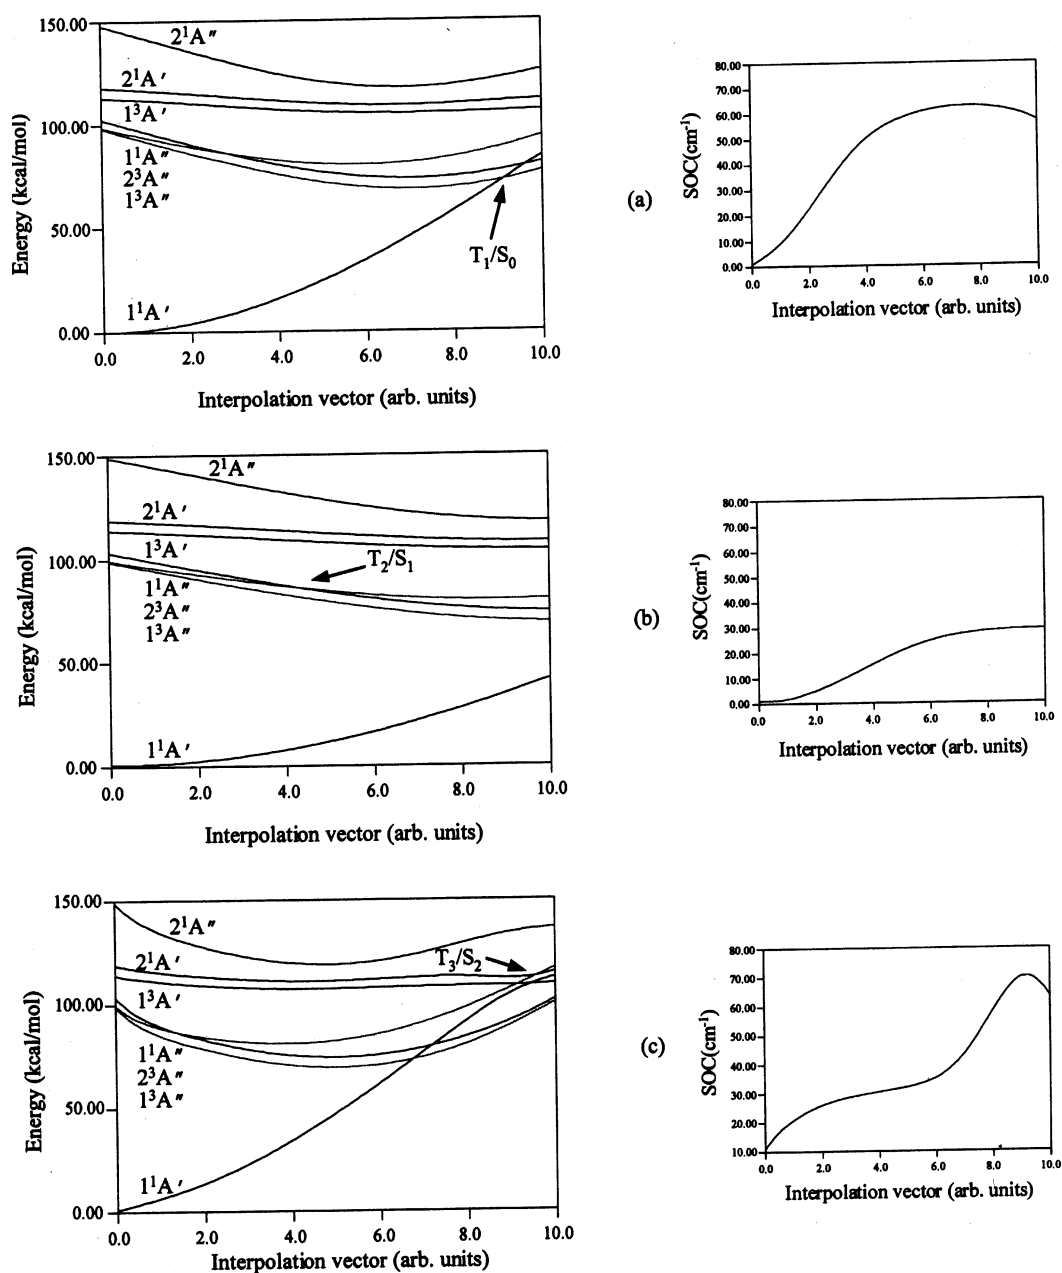 150.00
100.00
50.00
0.00
Energy (kcal/mol)
2¹A″
2¹A′
1³A′
1¹A″
2³A″
1³A″
1¹A′
T₁/S₀
0.0 2.0 4.0 6.0 8.0 10.0
Interpolation vector (arb. units)
(a)
80.00
70.00
60.00
50.00
40.00
30.00
20.00
10.00
0.00
SOC(cm⁻¹)
0.0 2.0 4.0 6.0 8.0 10.0
Interpolation vector (arb. units)
150.00
100.00
50.00
0.00
Energy (kcal/mol)
2¹A″
2¹A′
1³A′
T₂/S₁
1¹A″
2³A″
1³A″
1¹A′
0.0 2.0 4.0 6.0 8.0 10.0
Interpolation vector (arb. units)
(b)
80.00
70.00
60.00
50.00
40.00
30.00
20.00
10.00
0.00
SOC(cm⁻¹)
0.0 2.0 4.0 6.0 8.0 10.0
Interpolation vector (arb. units)
150.00
100.00
50.00
0.00
Energy (kcal/mol)
2¹A″
2¹A′
T₃/S₂
1³A′
1¹A″
2³A″
1³A″
1¹A′
0.0 2.0 4.0 6.0 8.0 10.0
Interpolation vector (arb. units)
(c)
80.00
70.00
60.00
50.00
40.00
30.00
20.00
10.00
SOC(cm⁻¹)
0.0 2.0 4.0 6.0 8.0 10.0
Interpolation vector (arb. units)